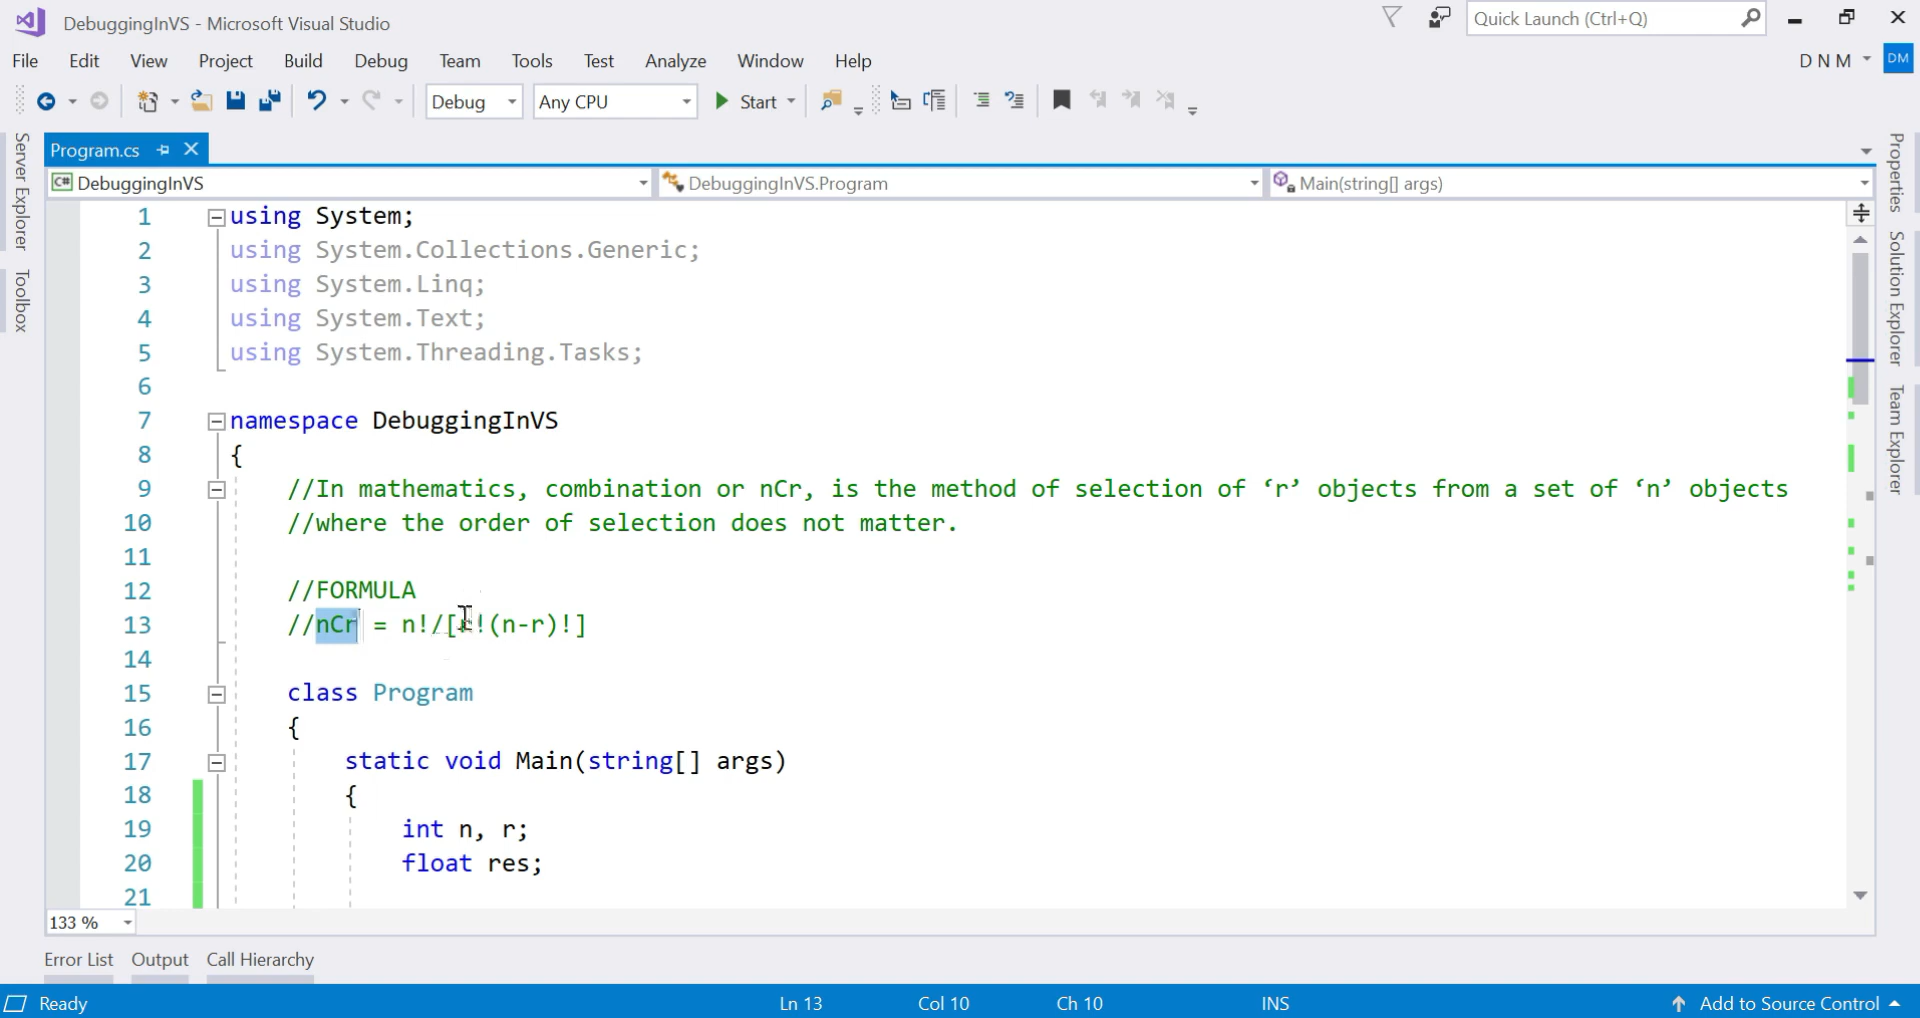 DebuggingInVS - Microsoft Visual Studio
Quick Launch (Ctrl+Q)
File Edit View Project Build Debug Team Tools Test Analyze Window Help
D N M DM
Debug Any CPU Start
Program.cs
C# DebuggingInVS DebuggingInVS.Program Main(string[] args)
Server Explorer
Toolbox
Properties
Solution Explorer
Team Explorer
1 using System;
2 using System.Collections.Generic;
3 using System.Linq;
4 using System.Text;
5 using System.Threading.Tasks;
6
7 namespace DebuggingInVS
8 {
9 //In mathematics, combination or nCr, is the method of selection of ‘r’ objects from a set of ‘n’ objects
10 //where the order of selection does not matter.
11
12 //FORMULA
13 //nCr = n!/[r!(n-r)!]
14
15 class Program
16 {
17 static void Main(string[] args)
18 {
19 int n, r;
20 float res;
21
133 %
Error List Output Call Hierarchy
Ready Ln 13 Col 10 Ch 10 INS Add to Source Control